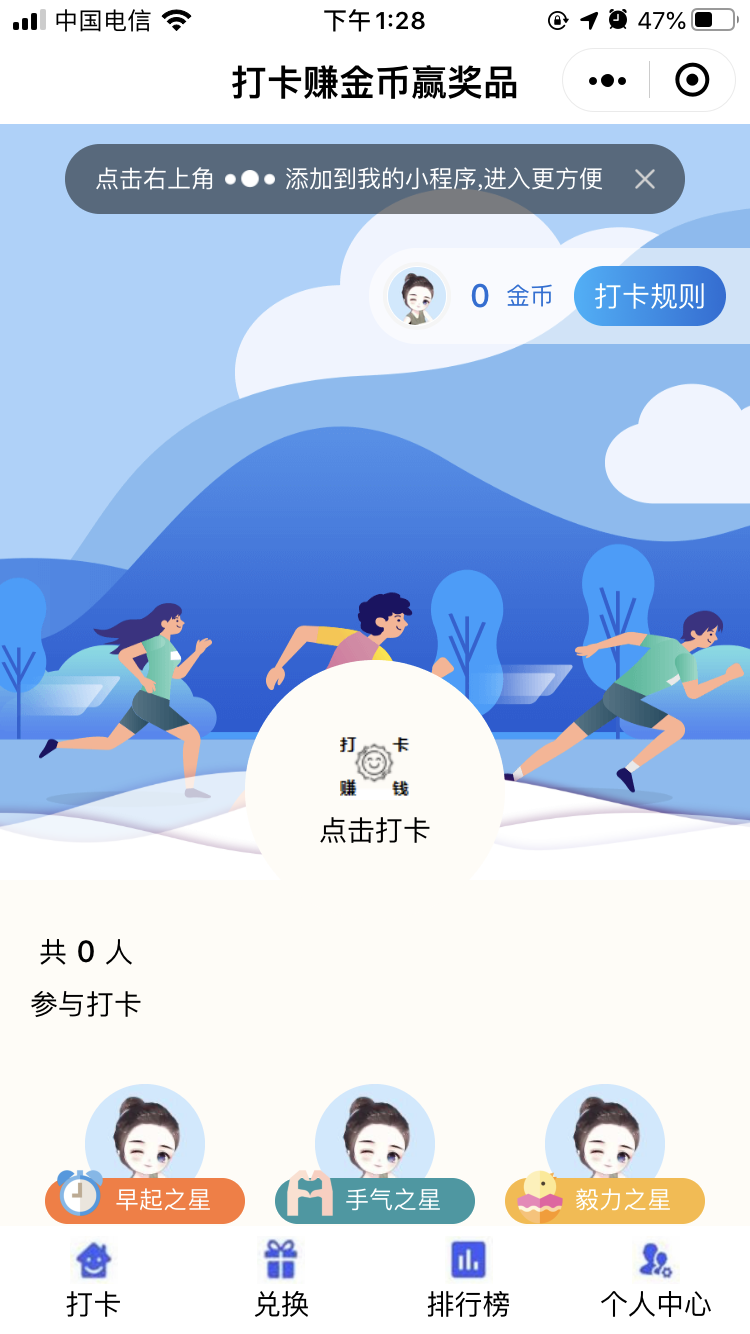 中国电信 下午1:28 47%
打卡赚金币赢奖品
点击右上角 添加到我的小程序,进入更方便
0 金币 打卡规则
打卡
赚钱
点击打卡
共 0 人
参与打卡
早起之星 手气之星 毅力之星
打卡 兑换 排行榜 个人中心